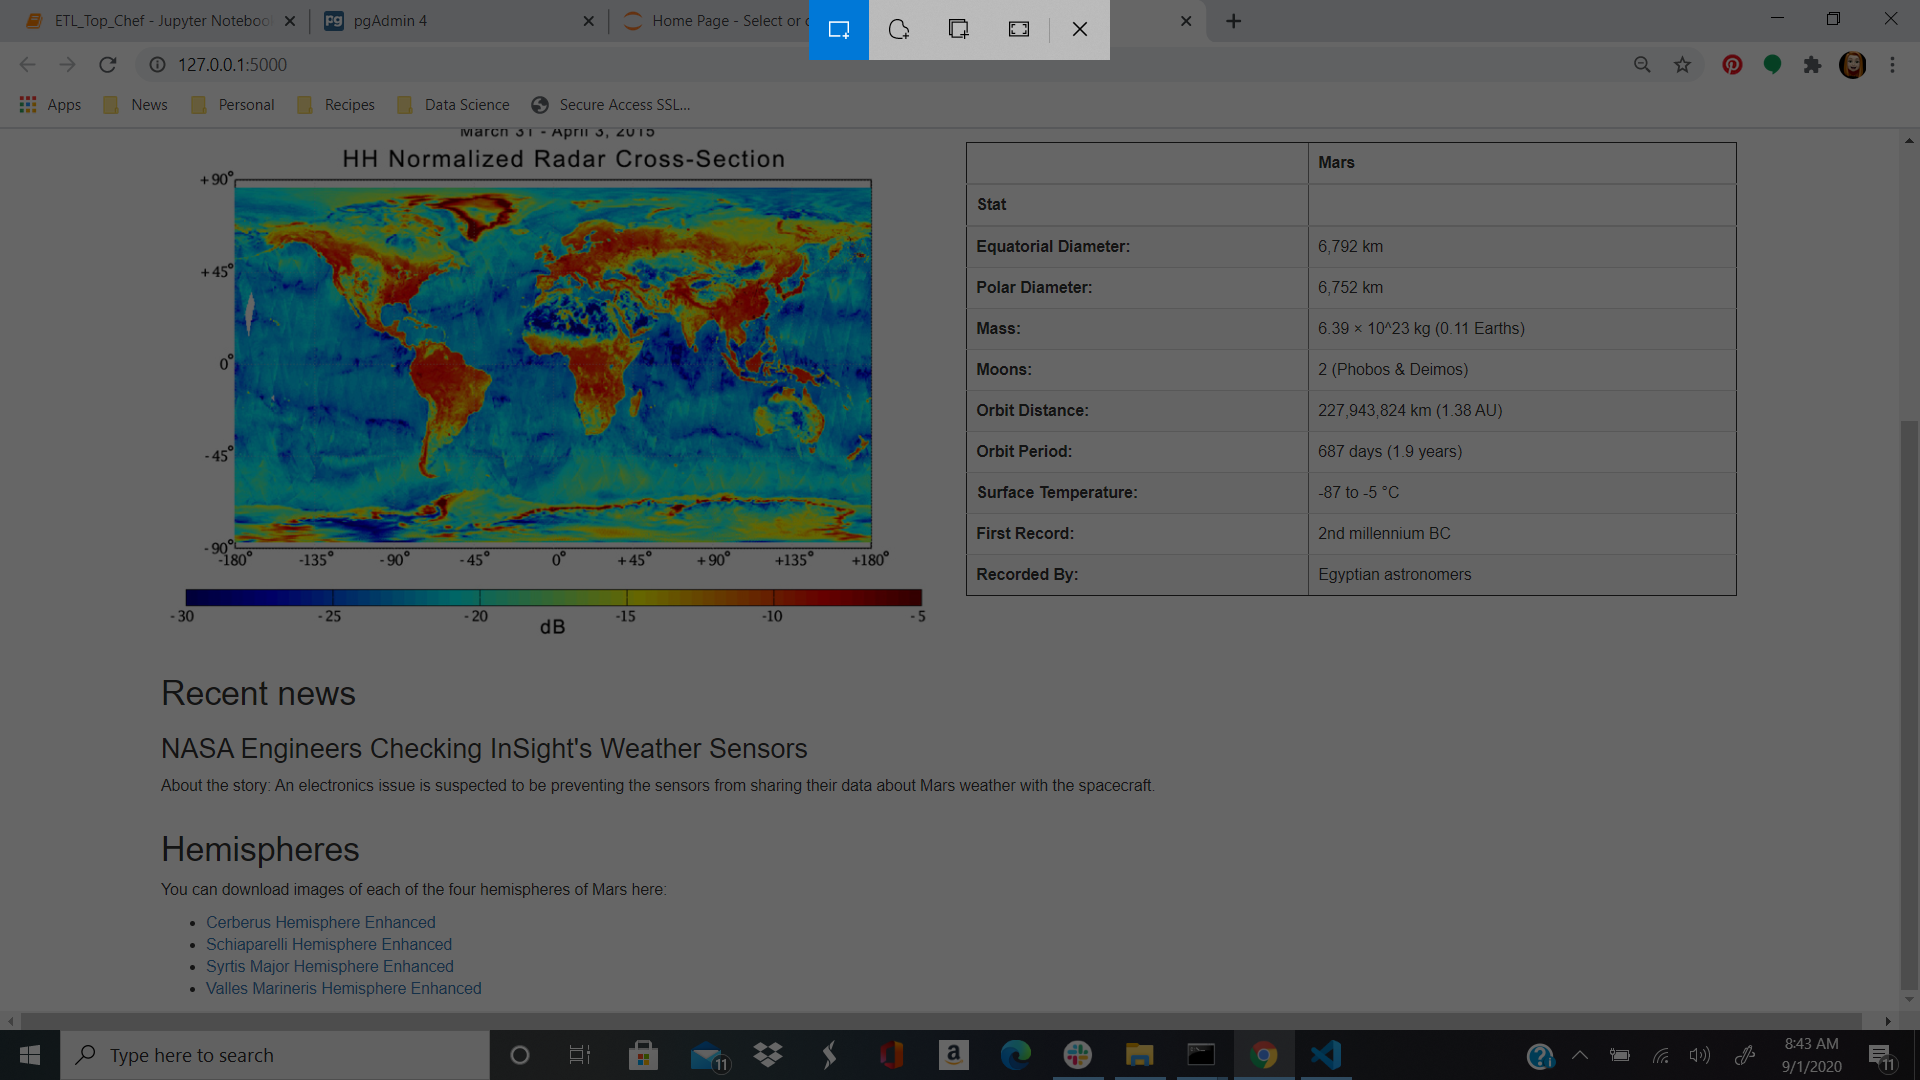 ETL_Top_Chef - Jupyter Noteboo
pgAdmin 4
Home Page - Select or c
127.0.0.1:5000
Apps
News
Personal
Recipes
Data Science
Secure Access SSL...
March 31 - April 3, 2015
HH Normalized Radar Cross-Section
+90°
+45°
0°
-45°
-90°
-180° -135° -90° -45° 0° +45° +90° +135° +180°
-30 -25 -20 -15 -10 -5
dB
Mars
Stat
Equatorial Diameter: 6,792 km
Polar Diameter: 6,752 km
Mass: 6.39 × 10^23 kg (0.11 Earths)
Moons: 2 (Phobos & Deimos)
Orbit Distance: 227,943,824 km (1.38 AU)
Orbit Period: 687 days (1.9 years)
Surface Temperature: -87 to -5 °C
First Record: 2nd millennium BC
Recorded By: Egyptian astronomers
Recent news
NASA Engineers Checking InSight's Weather Sensors
About the story: An electronics issue is suspected to be preventing the sensors from sharing their data about Mars weather with the spacecraft.
Hemispheres
You can download images of each of the four hemispheres of Mars here:
Cerberus Hemisphere Enhanced
Schiaparelli Hemisphere Enhanced
Syrtis Major Hemisphere Enhanced
Valles Marineris Hemisphere Enhanced
Type here to search
11
8:43 AM
9/1/2020
11